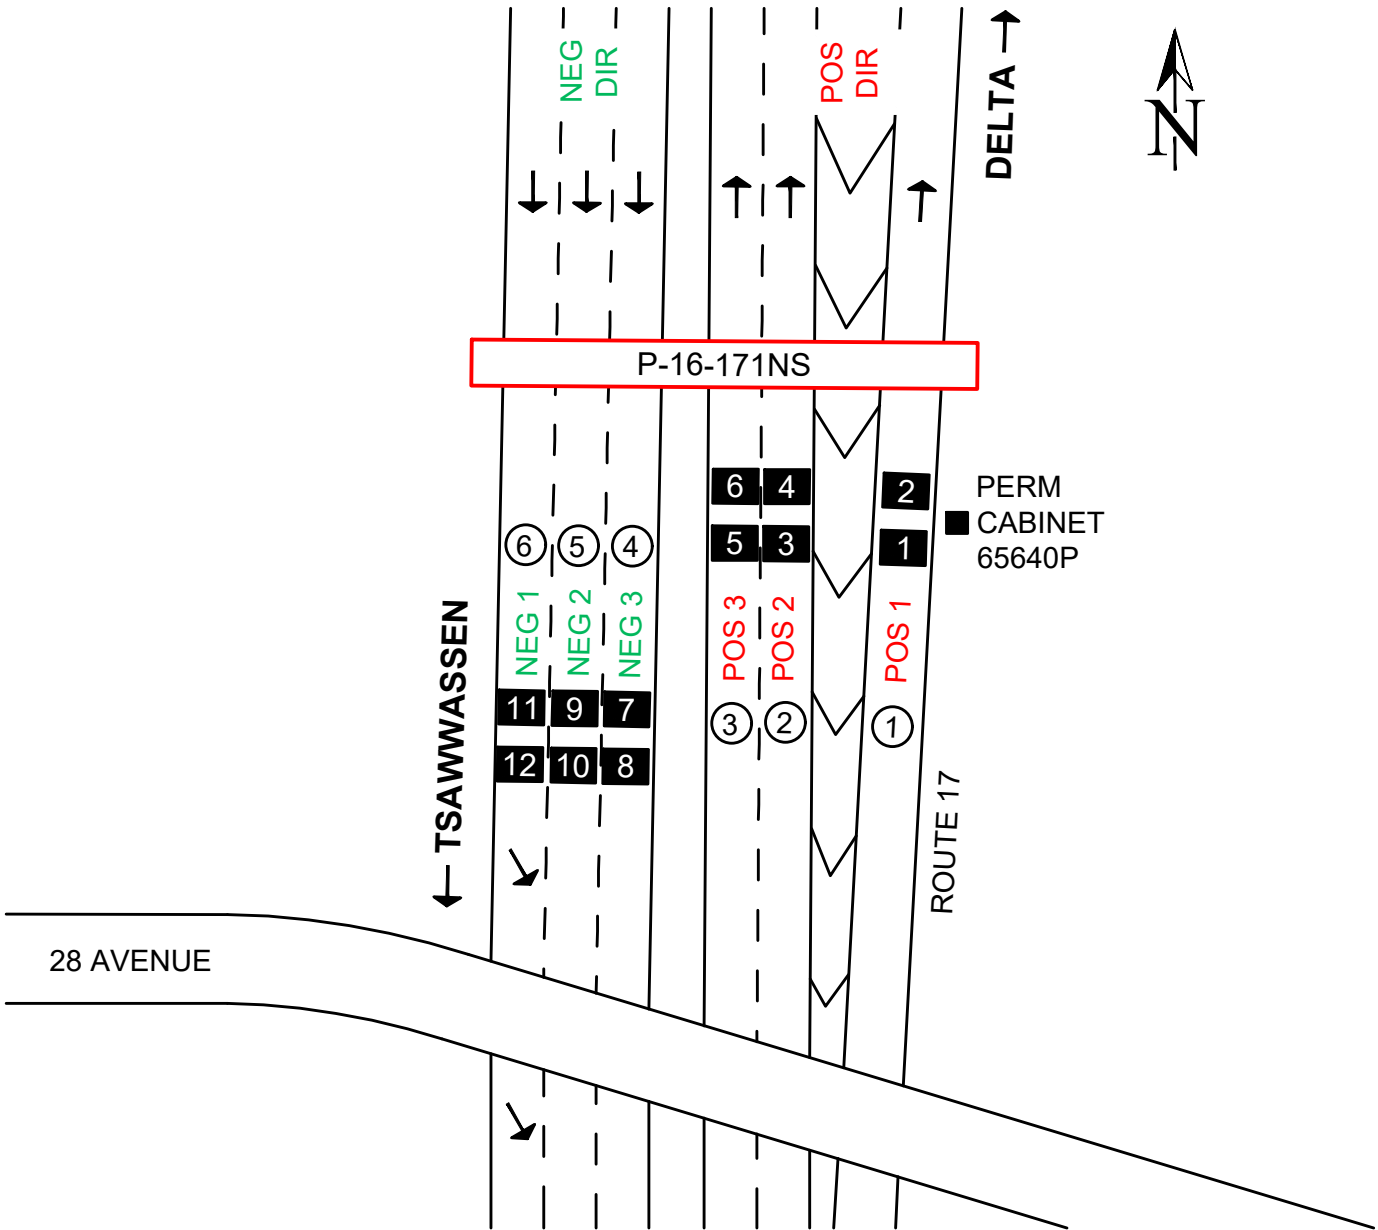 NEG
DIR
POS
DIR
DELTA
N
P-16-171NS
6 4 2
PERM
CABINET
65640P
5 3 1
6 5 4
NEG 1
NEG 2
NEG 3
POS 3
POS 2
POS 1
TSAWWASSEN
11 9 7
3 2 1
12 10 8
ROUTE 17
28 AVENUE